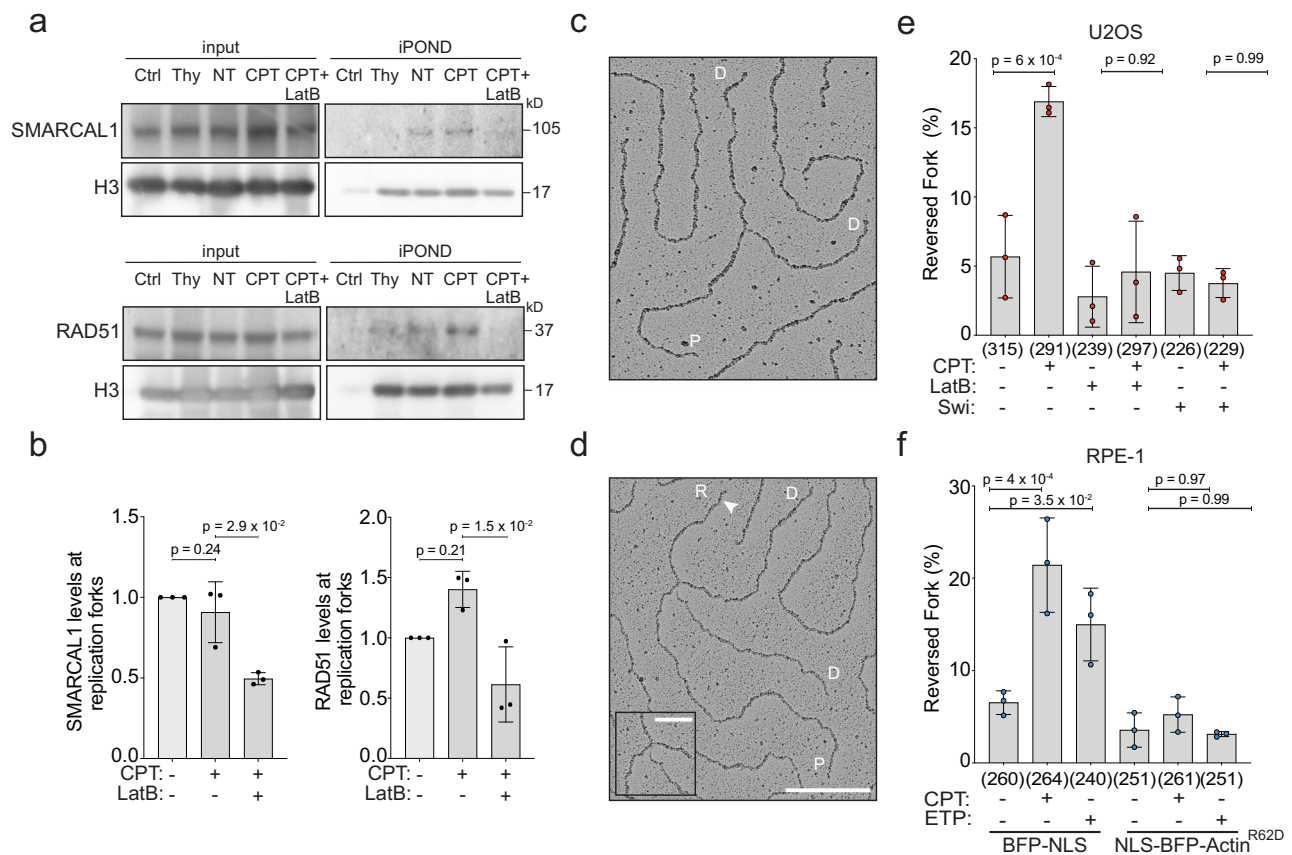 a
input
iPOND
Ctrl Thy NT CPT CPT+ LatB
Ctrl Thy NT CPT CPT+ LatB
kD
SMARCAL1
105
H3
17
input
iPOND
Ctrl Thy NT CPT CPT+ LatB
Ctrl Thy NT CPT CPT+ LatB
kD
RAD51
37
H3
17
b
SMARCAL1 levels at
replication forks
1.5
1.0
0.5
0.0
p = 0.24
p = 2.9 x 10⁻²
CPT: - + +
LatB: - - +
RAD51 levels at
replication forks
2.0
1.5
1.0
0.5
0.0
p = 0.21
p = 1.5 x 10⁻²
CPT: - + +
LatB: - - +
c
D
D
P
d
R
D
D
P
e
U2OS
Reversed Fork (%)
20
15
10
5
0
p = 6 x 10⁻⁴
p = 0.92
p = 0.99
(315) (291) (239) (297) (226) (229)
CPT: - + - + - +
LatB: - - + + - -
Swi: - - - - + +
f
RPE-1
Reversed Fork (%)
30
20
10
0
p = 4 x 10⁻⁴
p = 3.5 x 10⁻²
p = 0.97
p = 0.99
(260) (264) (240) (251) (261) (251)
CPT: - + - - + -
ETP: - - + - - +
BFP-NLS
NLS-BFP-Actin R62D